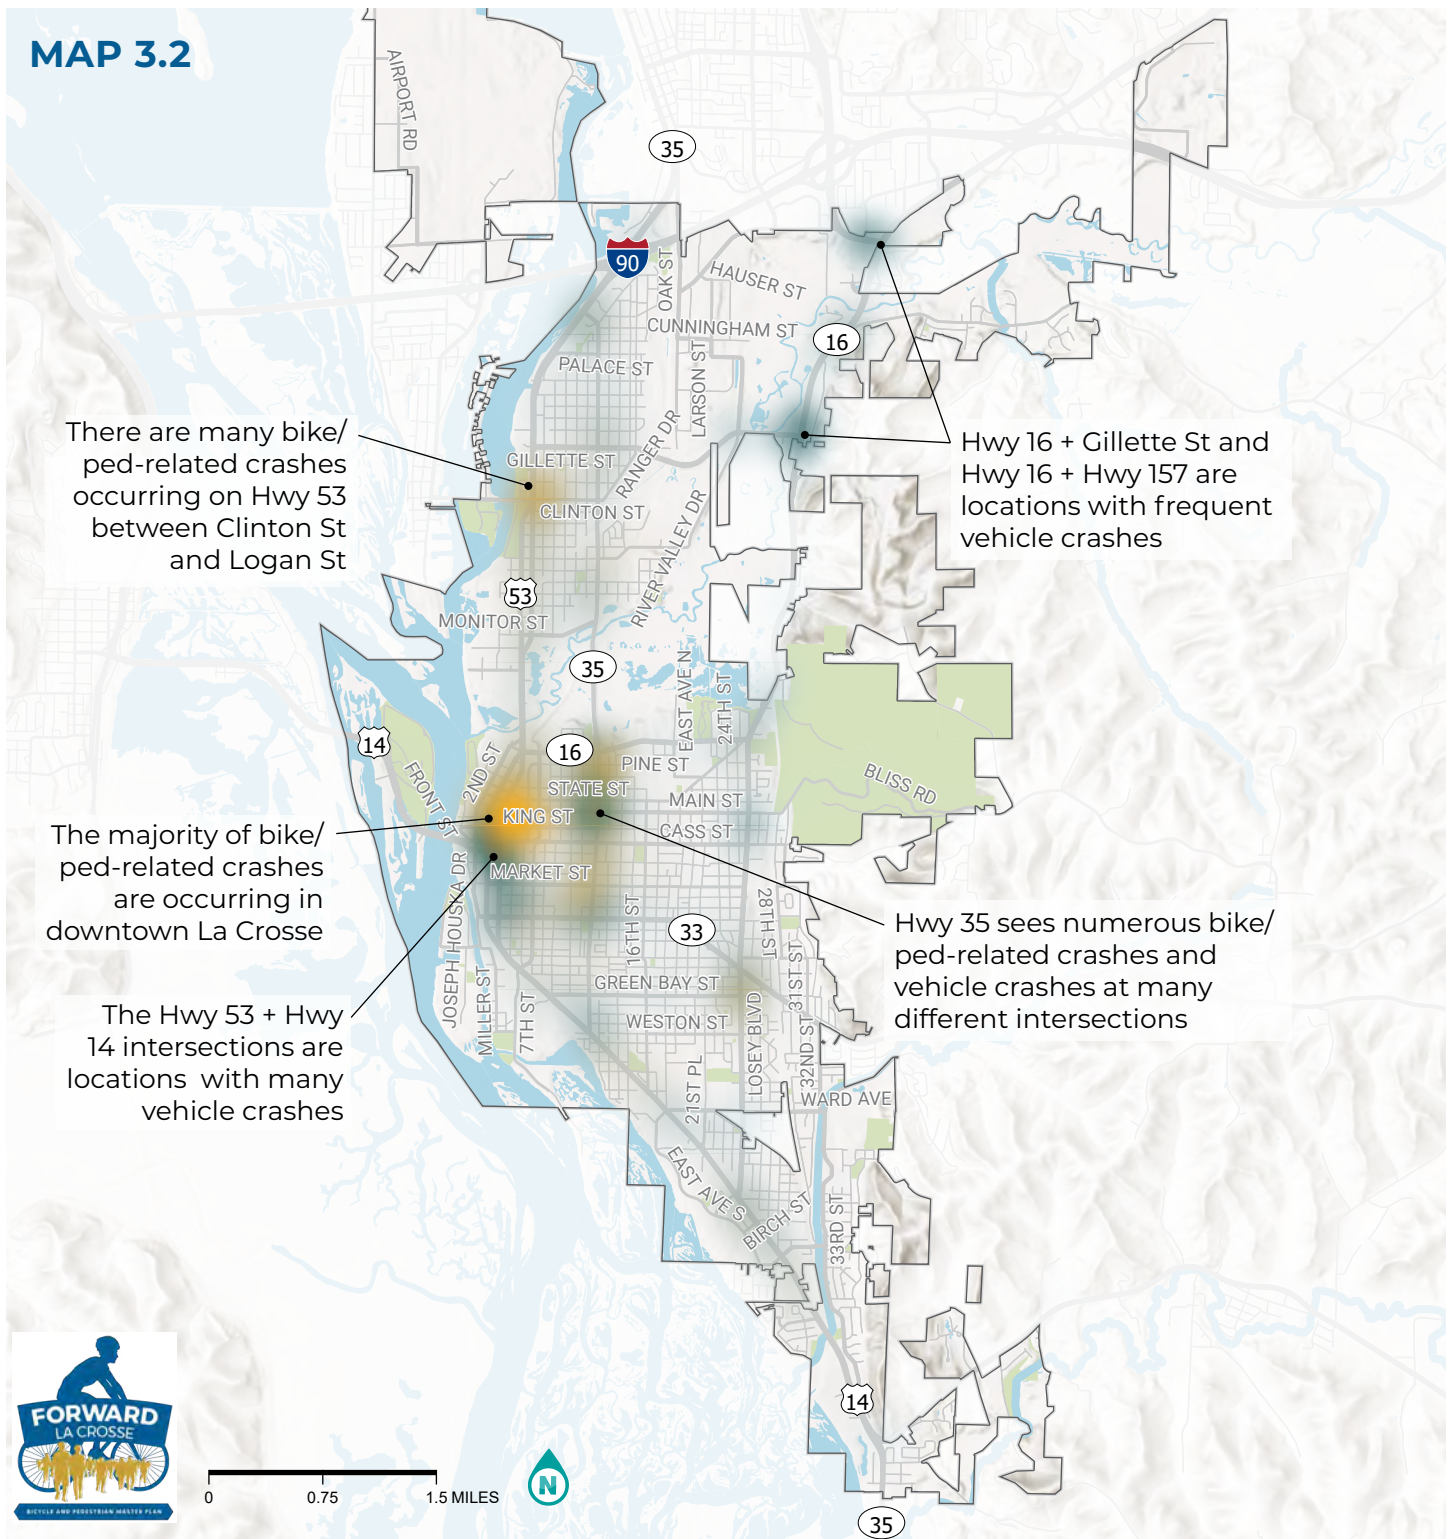 MAP 3.2
AIRPORT RD
35
90
OAK ST
HAUSER ST
CUNNINGHAM ST
16
PALACE ST
LARSON ST
There are many bike/
ped-related crashes
occurring on Hwy 53
between Clinton St
and Logan St
GILLETTE ST
RANGER DR
CLINTON ST
Hwy 16 + Gillette St and
Hwy 16 + Hwy 157 are
locations with frequent
vehicle crashes
RIVER VALLEY DR
53
MONITOR ST
35
EAST AVE N
24TH ST
14
2ND ST
16
PINE ST
FRONT ST
STATE ST
MAIN ST
BLISS RD
KING ST
CASS ST
The majority of bike/
ped-related crashes
are occurring in
downtown La Crosse
MARKET ST
JOSEPH HOUSKA DR
16TH ST
33
28TH ST
31ST ST
Hwy 35 sees numerous bike/
ped-related crashes and
vehicle crashes at many
different intersections
MILLER ST
7TH ST
GREEN BAY ST
WESTON ST
LOSEY BLVD
32ND ST
The Hwy 53 + Hwy
14 intersections are
locations with many
vehicle crashes
21ST PL
WARD AVE
EAST AVE S
BIRCH ST
33RD ST
14
FORWARD
LA CROSSE
BICYCLE AND PEDESTRIAN MASTER PLAN
0 0.75 1.5 MILES
N
35